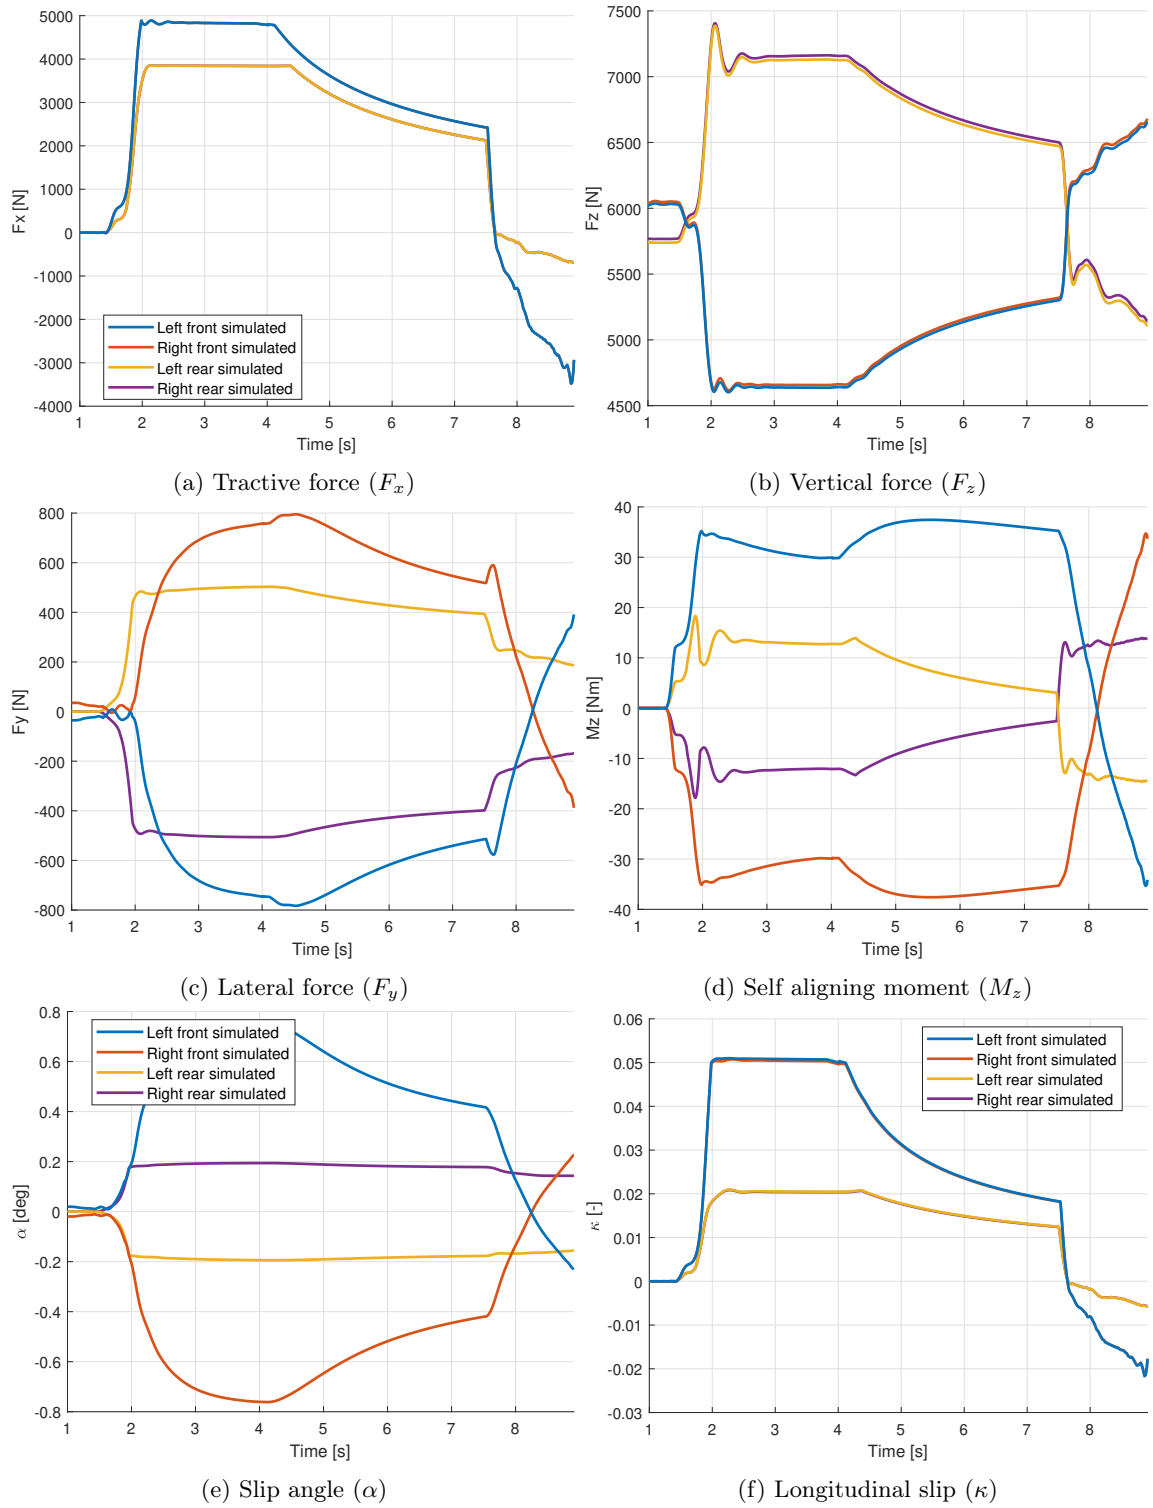 5000
4000
3000
2000
1000
0
-1000
-2000
-3000
-4000
Fx [N]
Left front simulated
Right front simulated
Left rear simulated
Right rear simulated
1 2 3 4 5 6 7 8
Time [s]
(a) Tractive force (Fx)
7500
7000
6500
6000
5500
5000
4500
Fz [N]
1 2 3 4 5 6 7 8
Time [s]
(b) Vertical force (Fz)
800
600
400
200
0
-200
-400
-600
-800
Fy [N]
1 2 3 4 5 6 7 8
Time [s]
(c) Lateral force (Fy)
40
30
20
10
0
-10
-20
-30
-40
Mz [Nm]
1 2 3 4 5 6 7 8
Time [s]
(d) Self aligning moment (Mz)
0.8
0.6
0.4
0.2
0
-0.2
-0.4
-0.6
-0.8
α [deg]
Left front simulated
Right front simulated
Left rear simulated
Right rear simulated
1 2 3 4 5 6 7 8
Time [s]
(e) Slip angle (α)
0.06
0.05
0.04
0.03
0.02
0.01
0
-0.01
-0.02
-0.03
κ [-]
Left front simulated
Right front simulated
Left rear simulated
Right rear simulated
1 2 3 4 5 6 7 8
Time [s]
(f) Longitudinal slip (κ)